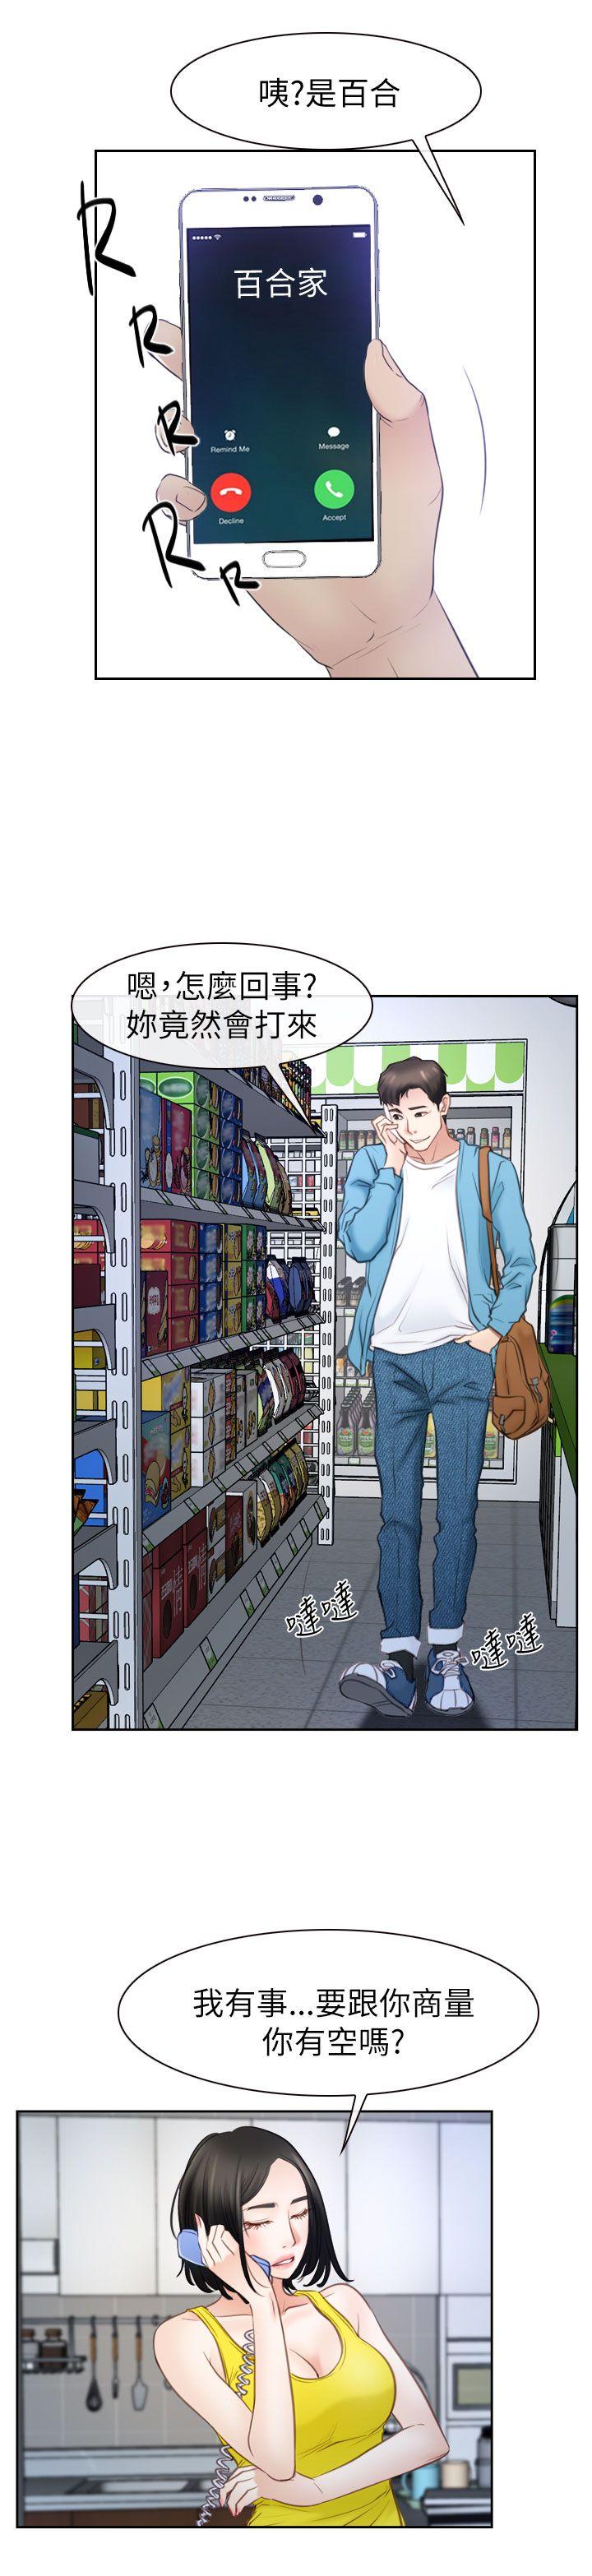 咦?是百合
R
R
R
R
R
百合家
Remind Me
Message
Decline
Accept
嗯，怎麼回事?
妳竟然會打來
噠噠
噠噠
我有事...要跟你商量
你有空嗎?